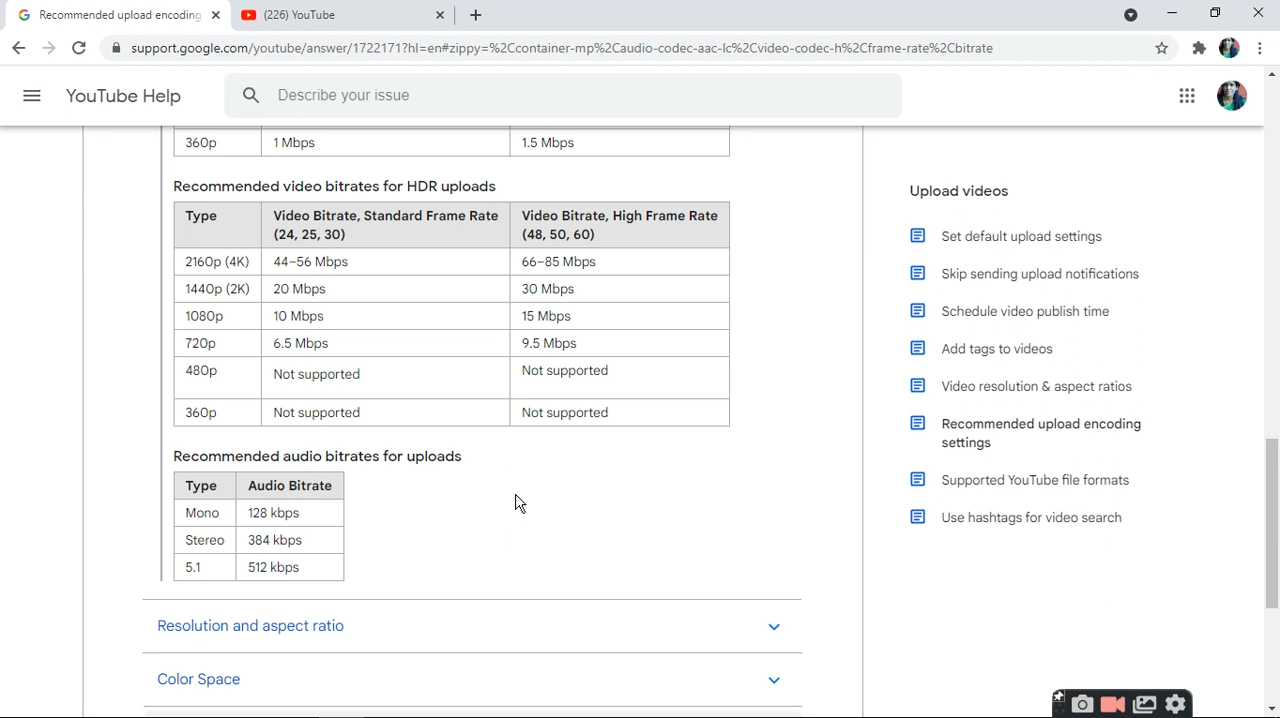 Recommended upload encoding
(226) YouTube
support.google.com/youtube/answer/1722171?hl=en#zippy=%2Ccontainer-mp%2Caudio-codec-aac-lc%2Cvideo-codec-h%2Cframe-rate%2Cbitrate
YouTube Help
Describe your issue
360p 1 Mbps 1.5 Mbps
Recommended video bitrates for HDR uploads
Type Video Bitrate, Standard Frame Rate Video Bitrate, High Frame Rate
(24, 25, 30) (48, 50, 60)
2160p (4K) 44–56 Mbps 66–85 Mbps
1440p (2K) 20 Mbps 30 Mbps
1080p 10 Mbps 15 Mbps
720p 6.5 Mbps 9.5 Mbps
480p Not supported Not supported
360p Not supported Not supported
Recommended audio bitrates for uploads
Type Audio Bitrate
Mono 128 kbps
Stereo 384 kbps
5.1 512 kbps
Resolution and aspect ratio
Color Space
Upload videos
Set default upload settings
Skip sending upload notifications
Schedule video publish time
Add tags to videos
Video resolution & aspect ratios
Recommended upload encoding
settings
Supported YouTube file formats
Use hashtags for video search